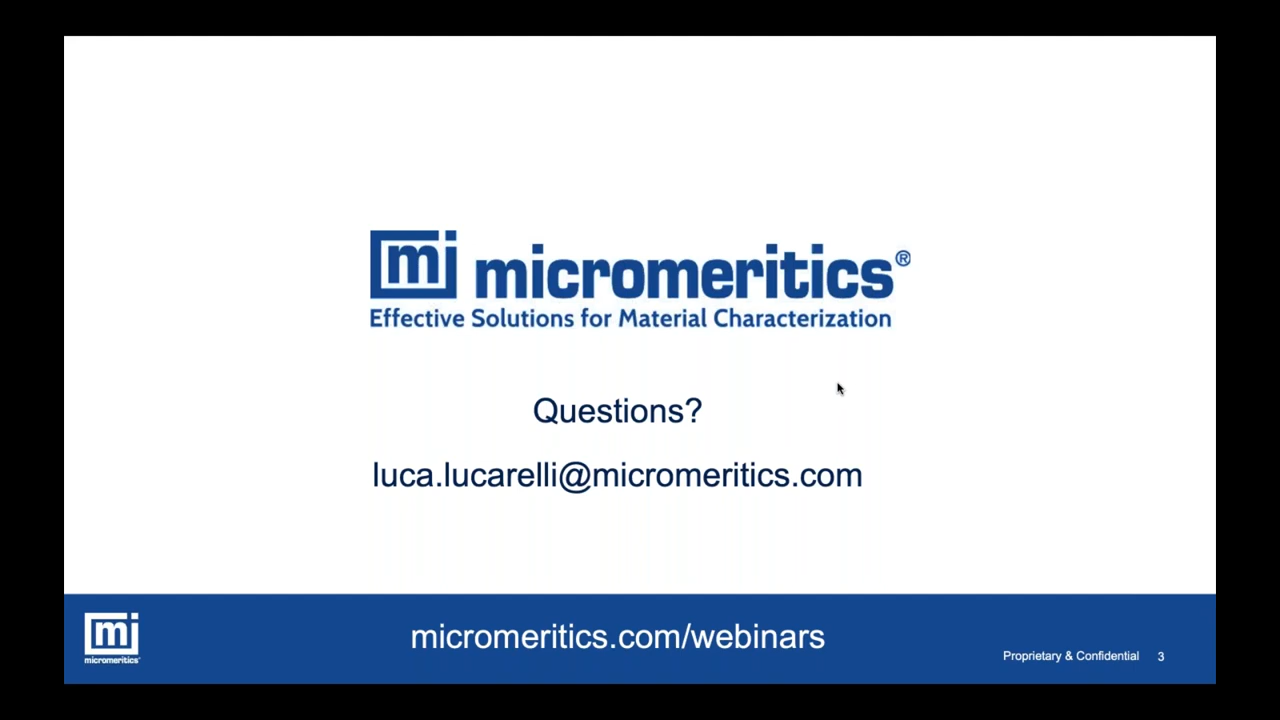 mi micromeritics®
Effective Solutions for Material Characterization
Questions?
luca.lucarelli@micromeritics.com
mi
micromeritics®
micromeritics.com/webinars
Proprietary & Confidential 3